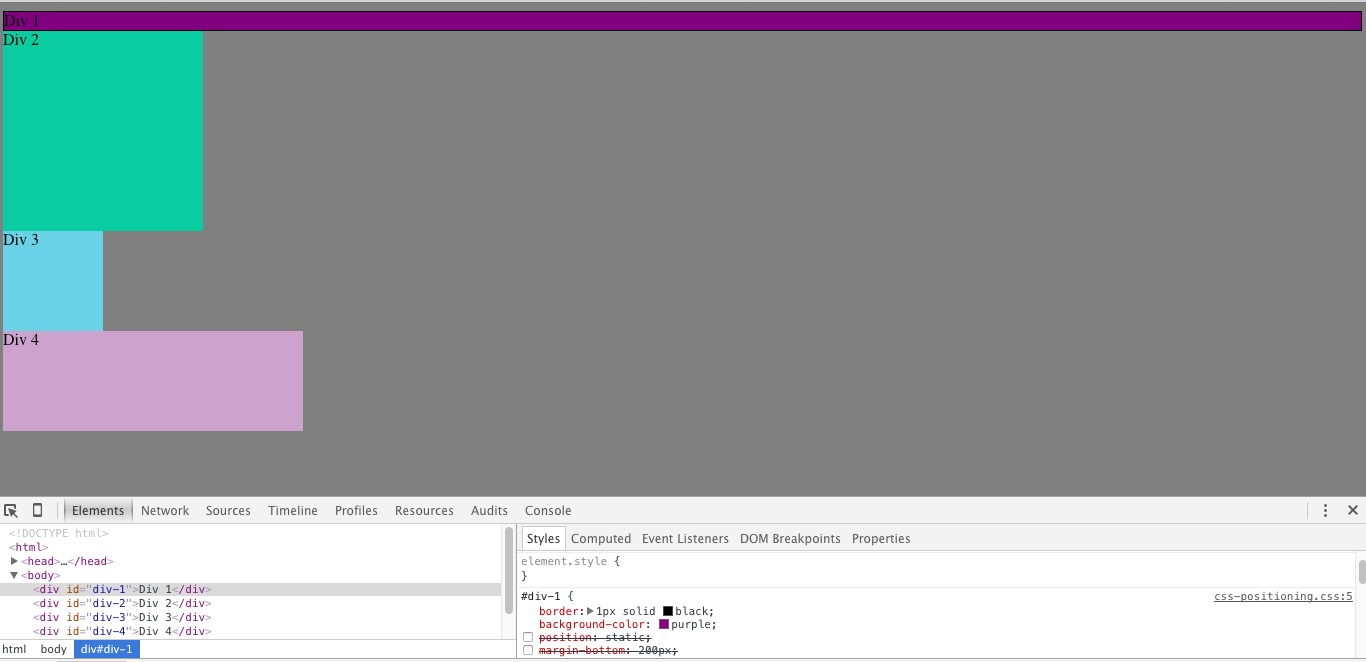 Div 1
Div 2
Div 3
Div 4
Elements Network Sources Timeline Profiles Resources Audits Console
<!DOCTYPE html>
<html>
<head>…</head>
<body>
<div id="div-1">Div 1</div>
<div id="div-2">Div 2</div>
<div id="div-3">Div 3</div>
<div id="div-4">Div 4</div>
html body div#div-1
Styles Computed Event Listeners DOM Breakpoints Properties
element.style {
}
#div-1 { css-positioning.css:5
border: 1px solid black;
background-color: purple;
position: static;
margin-bottom: 200px;